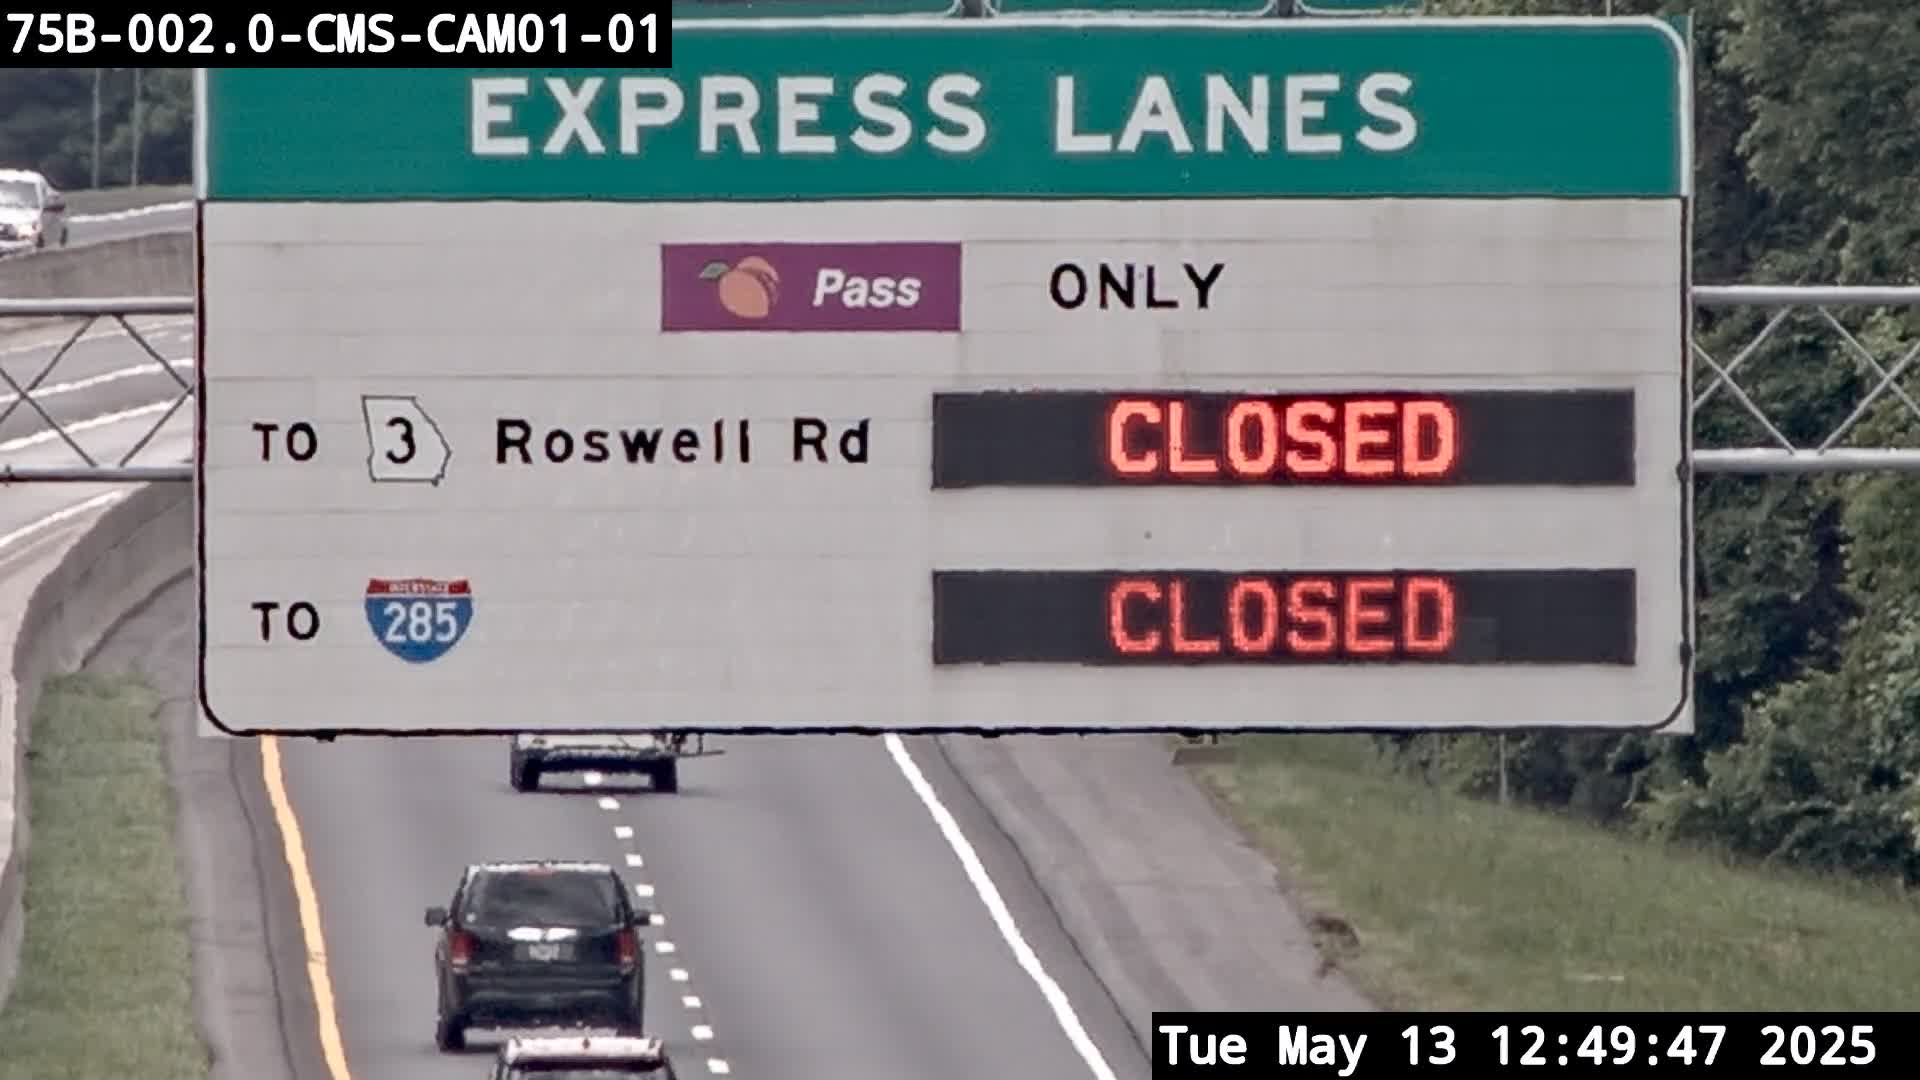 75B-002.0-CMS-CAM01-01
EXPRESS LANES
Pass ONLY
TO 3 Roswell Rd CLOSED
INTERSTATE
TO 285 CLOSED
Tue May 13 12:49:47 2025